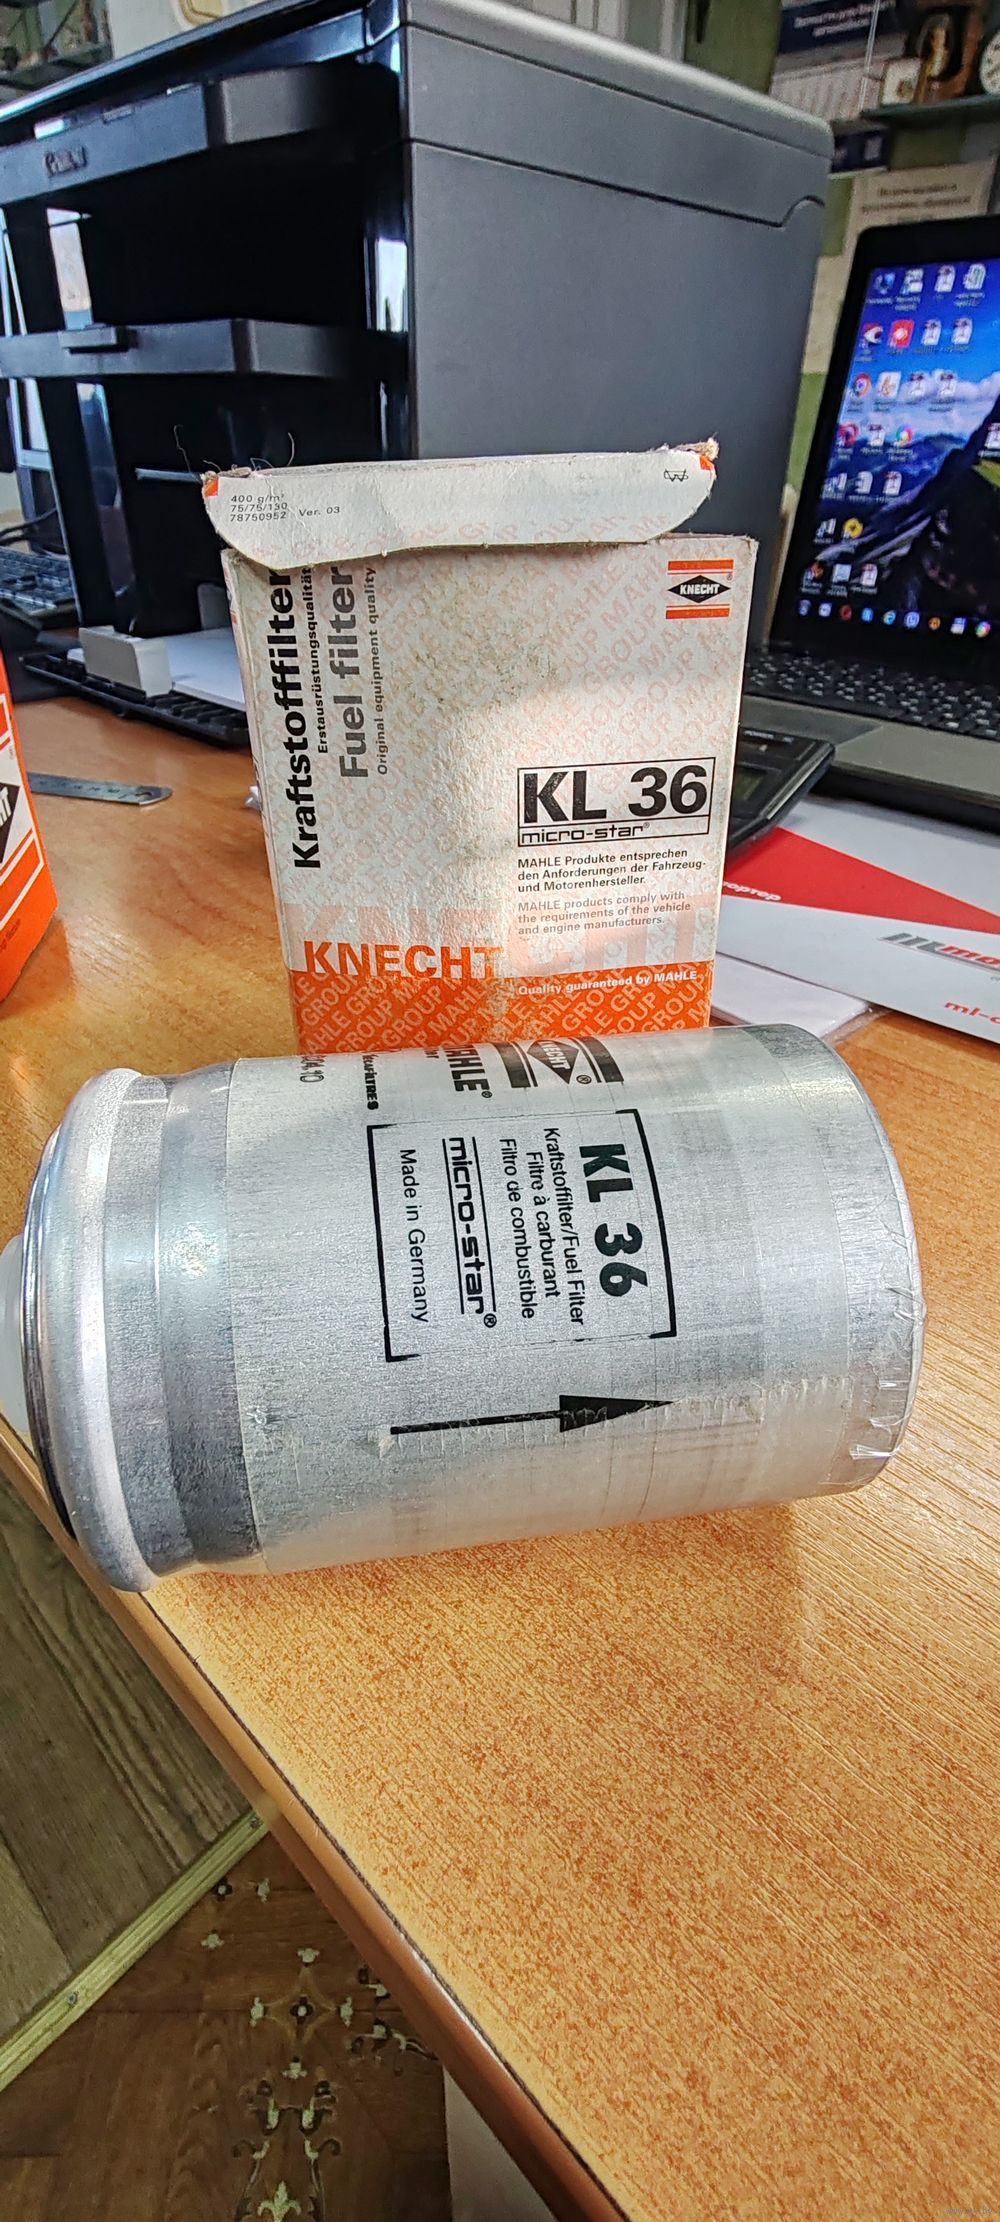 400 g/m²
75/75/130
78750952 Ver. 03
KNECHT
Kraftstofffilter
Erstausrüstungsqualität
Fuel filter
Original equipment quality
KL 36
micro-star®
MAHLE Produkte entsprechen
den Anforderungen der Fahrzeug-
und Motorenhersteller.
MAHLE products comply with
the requirements of the vehicle
and engine manufacturers.
KNECHT
Quality guaranteed by MAHLE
KNECHT
®
KL 36
Kraftstoffilter/Fuel Filter
Filtre à carburant
Filtro de combustible
micro-star®
Made in Germany